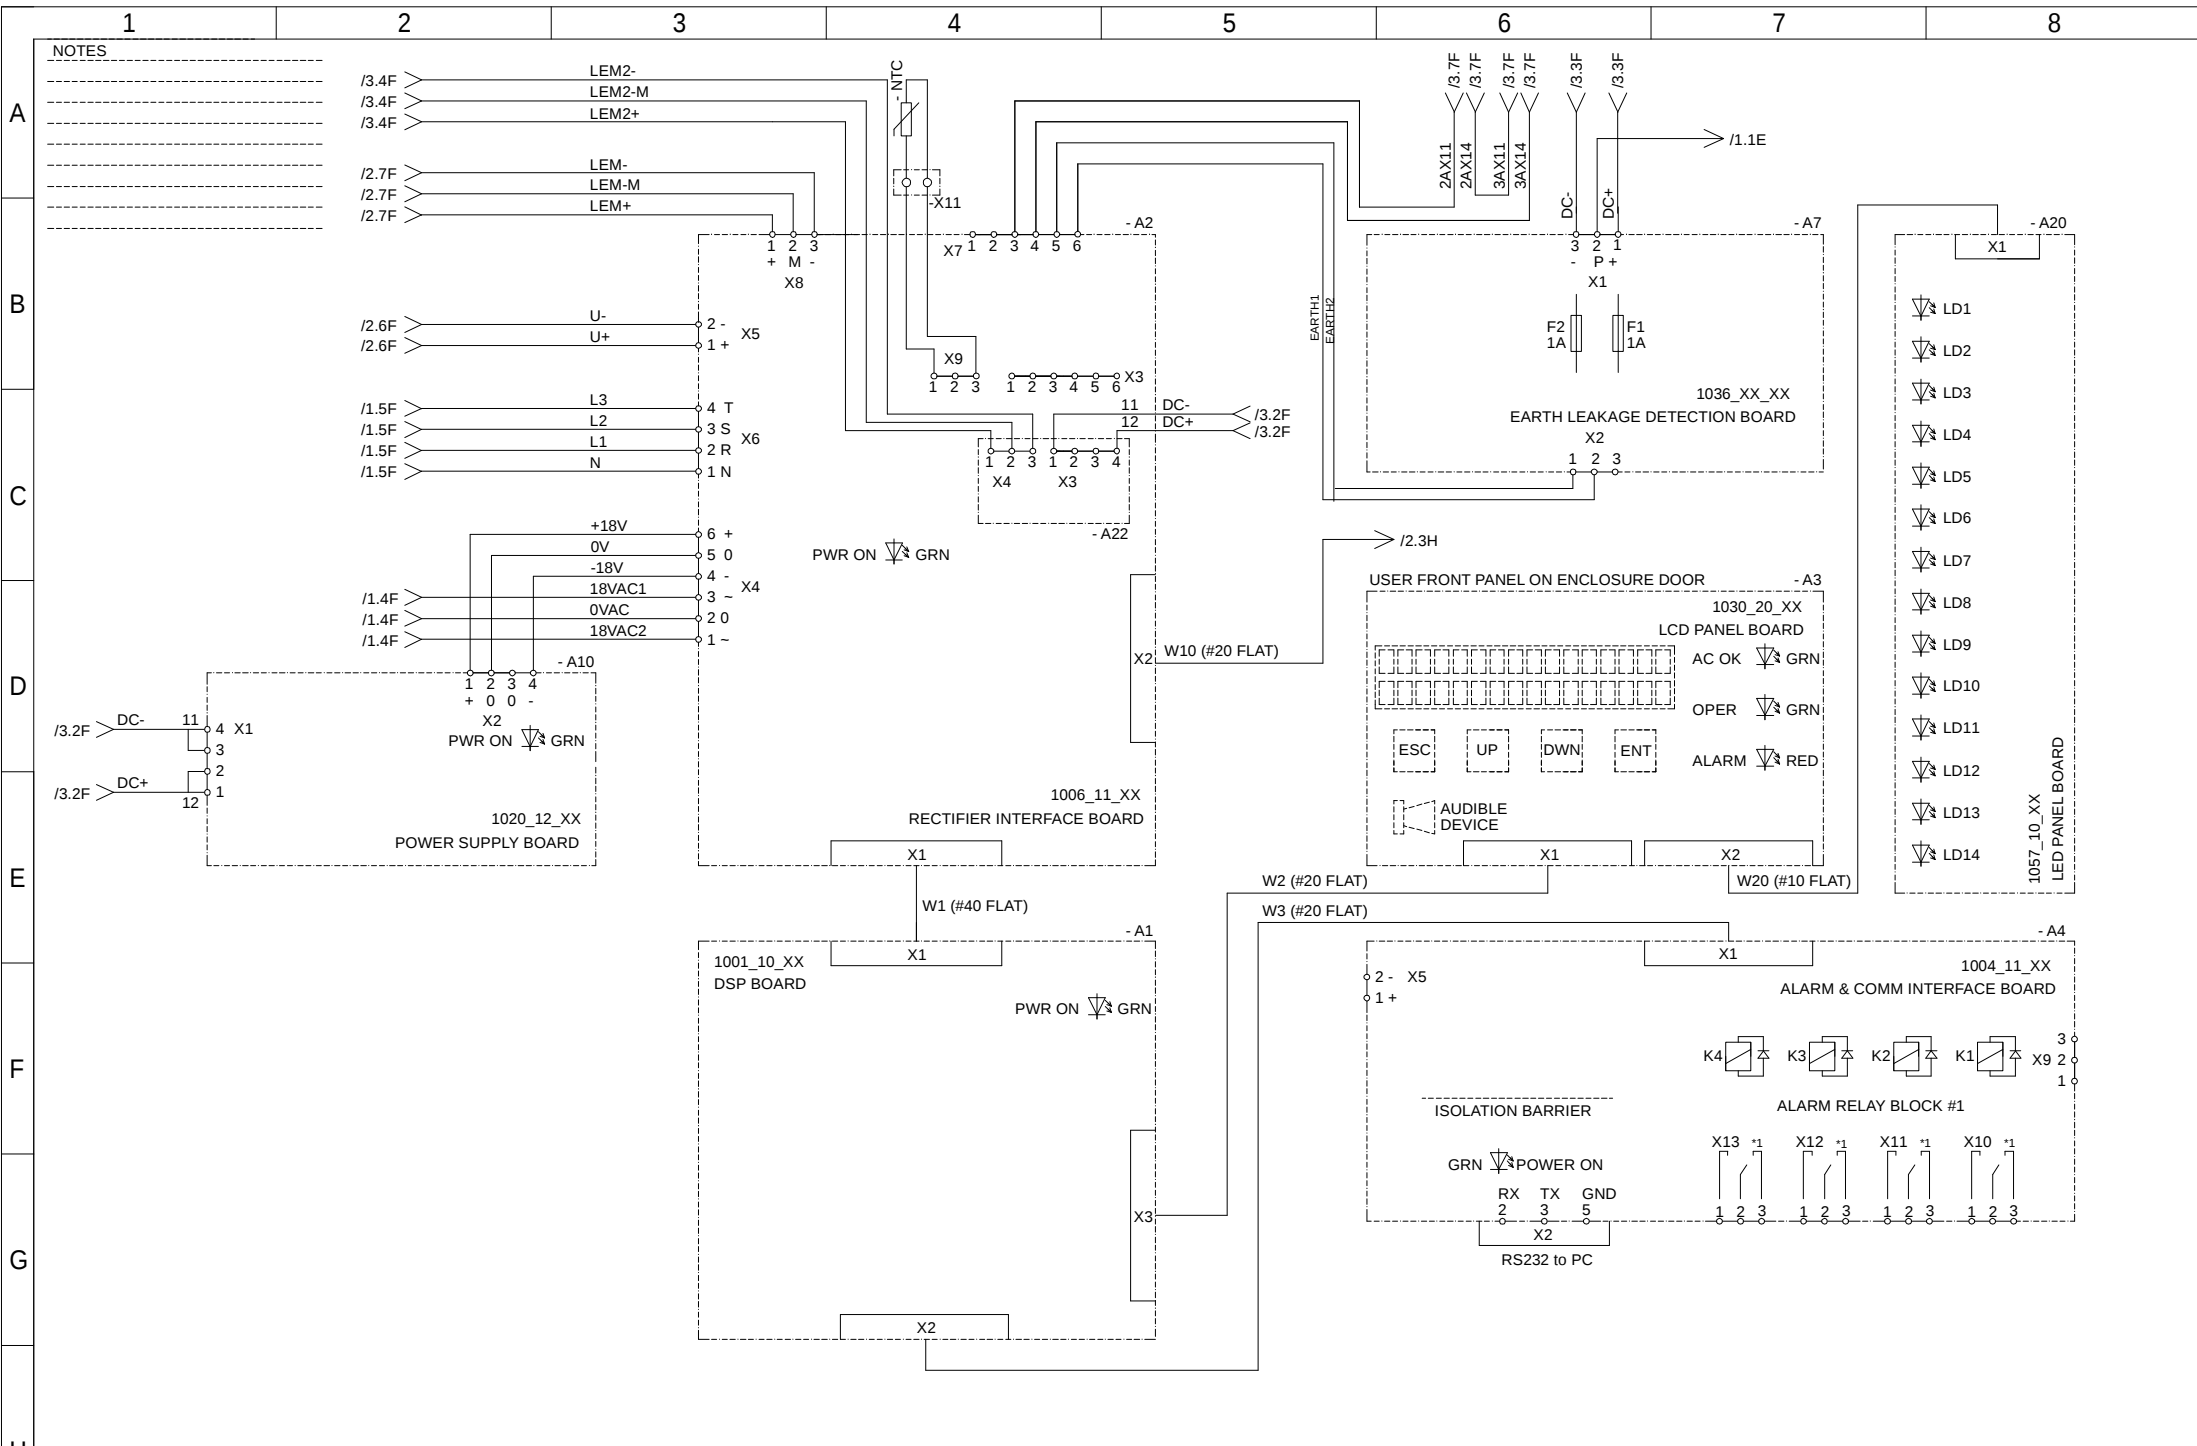 1 2 3 4 5 6 7 8
A
B
C
D
E
F
G
NOTES
/3.4F LEM2-
/3.4F LEM2-M
/3.4F LEM2+
/2.7F LEM-
/2.7F LEM-M
/2.7F LEM+
- NTC
-X11
/3.7F /3.7F /3.7F /3.7F /3.3F /3.3F
2AX11 2AX14 3AX11 3AX14 DC- DC+
/1.1E
- A2
1 2 3
+ M -
X8
X7 1 2 3 4 5 6
/2.6F U- 2 - X5
/2.6F U+ 1 +
X9
1 2 3
1 2 3 4 5 6 X3
/1.5F L3 4 T
/1.5F L2 3 S X6
/1.5F L1 2 R
/1.5F N 1 N
11 DC- /3.2F
12 DC+ /3.2F
1 2 3 1 2 3 4
X4 X3
- A22
+18V 6 +
0V 5 0
-18V 4 - X4
/1.4F 18VAC1 3 ~
/1.4F 0VAC 2 0
/1.4F 18VAC2 1 ~
PWR ON GRN
X2 W10 (#20 FLAT)
/2.3H
1006_11_XX
RECTIFIER INTERFACE BOARD
X1
- A10
1 2 3 4
+ 0 0 -
X2
PWR ON GRN
/3.2F DC- 11 4 X1
3
2
/3.2F DC+ 12 1
1020_12_XX
POWER SUPPLY BOARD
EARTH1
EARTH2
- A7
3 2 1
- P +
X1
F2 1A
F1 1A
1036_XX_XX
EARTH LEAKAGE DETECTION BOARD
X2
1 2 3
- A20
X1
LD1
LD2
LD3
LD4
LD5
LD6
LD7
LD8
LD9
LD10
LD11
LD12
LD13
LD14
1057_10_XX
LED PANEL BOARD
USER FRONT PANEL ON ENCLOSURE DOOR - A3
1030_20_XX
LCD PANEL BOARD
AC OK GRN
OPER GRN
ALARM RED
ESC UP DWN ENT
AUDIBLE
DEVICE
X1 X2
W2 (#20 FLAT)
W20 (#10 FLAT)
W3 (#20 FLAT)
W1 (#40 FLAT)
- A1
X1
1001_10_XX
DSP BOARD
PWR ON GRN
X3
X2
- A4
X1
2 - X5
1 +
1004_11_XX
ALARM & COMM INTERFACE BOARD
K4 K3 K2 K1
3
X9 2
1
ISOLATION BARRIER
ALARM RELAY BLOCK #1
X13 *1 X12 *1 X11 *1 X10 *1
GRN POWER ON
RX TX GND
2 3 5
1 2 3 1 2 3 1 2 3 1 2 3
X2
RS232 to PC